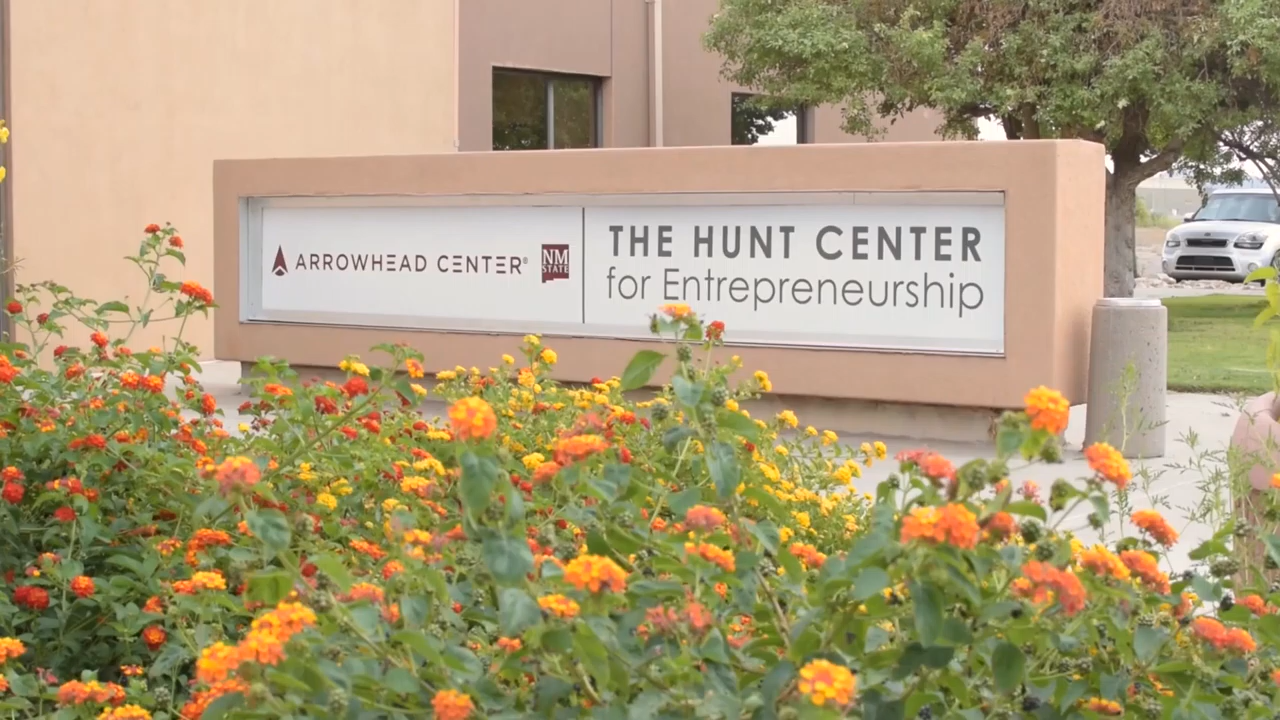 ARROWHEAD CENTER®
NM
STATE
THE HUNT CENTER
for Entrepreneurship